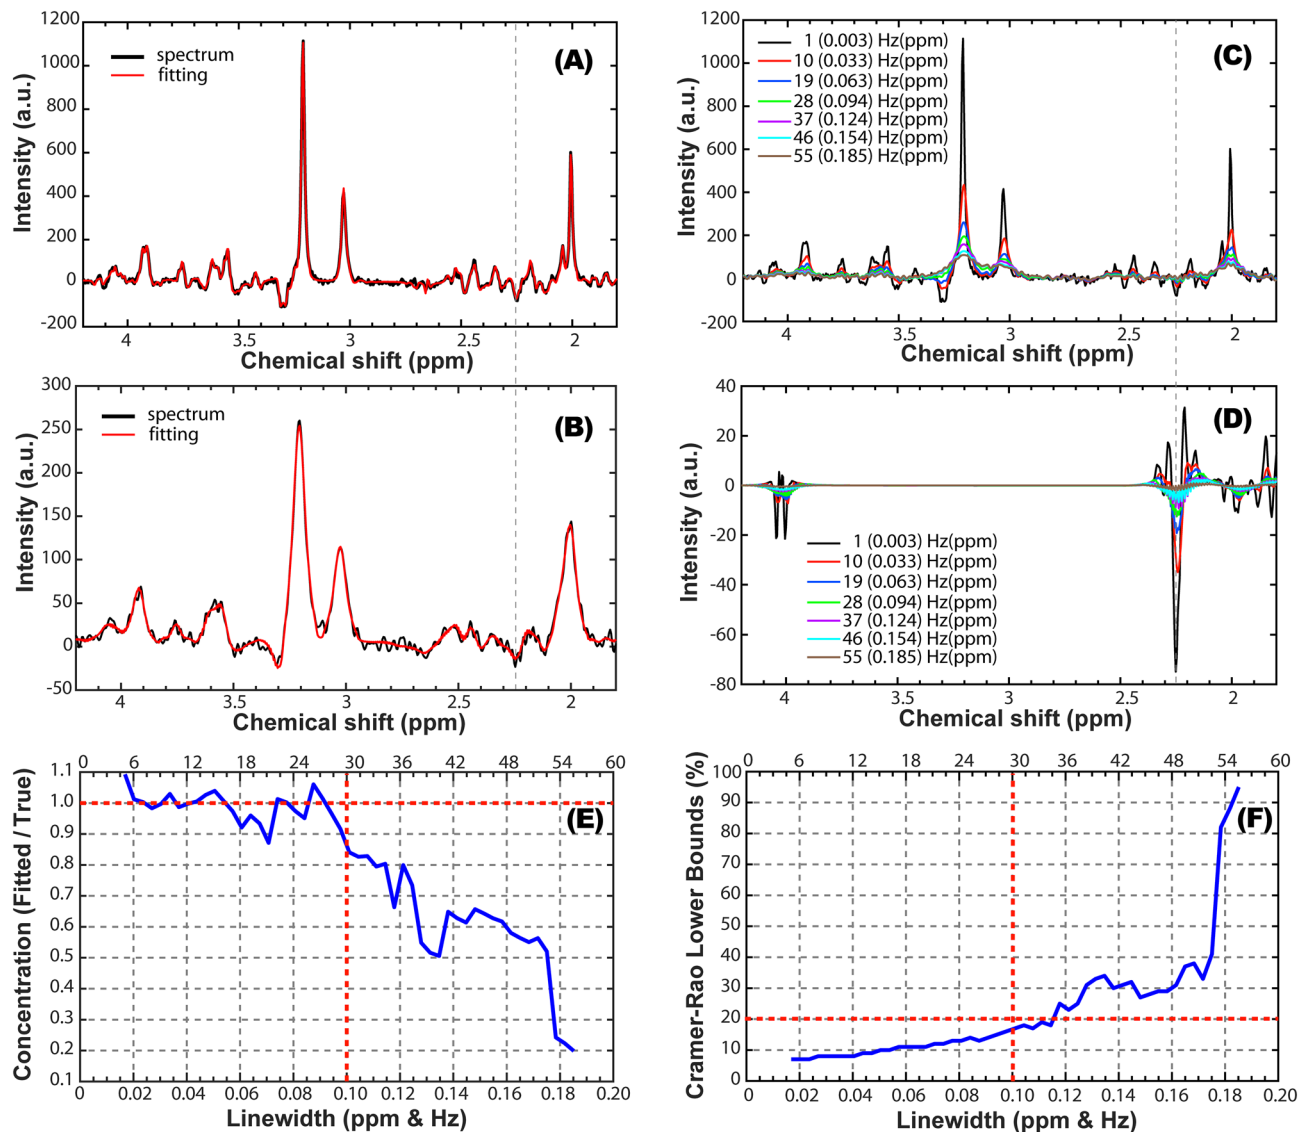 1200
1000
800
600
400
200
0
-200
Intensity (a.u.)
spectrum
fitting
(A)
4
3.5
3
2.5
2
Chemical shift (ppm)
1200
1000
800
600
400
200
0
-200
Intensity (a.u.)
1 (0.003) Hz(ppm)
10 (0.033) Hz(ppm)
19 (0.063) Hz(ppm)
28 (0.094) Hz(ppm)
37 (0.124) Hz(ppm)
46 (0.154) Hz(ppm)
55 (0.185) Hz(ppm)
(C)
4
3.5
3
2.5
2
Chemical shift (ppm)
300
250
200
150
100
50
0
-50
Intensity (a.u.)
spectrum
fitting
(B)
4
3.5
3
2.5
2
Chemical shift (ppm)
40
20
0
-20
-40
-60
-80
Intensity (a.u.)
(D)
1 (0.003) Hz(ppm)
10 (0.033) Hz(ppm)
19 (0.063) Hz(ppm)
28 (0.094) Hz(ppm)
37 (0.124) Hz(ppm)
46 (0.154) Hz(ppm)
55 (0.185) Hz(ppm)
4.0
3.5
3
2.5
2
Chemical shift (ppm)
0 6 12 18 24 30 36 42 48 54 60
1.1
1.0
0.9
0.8
0.7
0.6
0.5
0.4
0.3
0.2
0.1
Concentration (Fitted / True)
(E)
0 0.02 0.04 0.06 0.08 0.10 0.12 0.14 0.16 0.18 0.20
Linewidth (ppm & Hz)
0 6 12 18 24 30 36 42 48 54 60
100
90
80
70
60
50
40
30
20
10
0
Cramer-Rao Lower Bounds (%)
(F)
0 0.02 0.04 0.06 0.08 0.10 0.12 0.14 0.16 0.18 0.20
Linewidth (ppm & Hz)